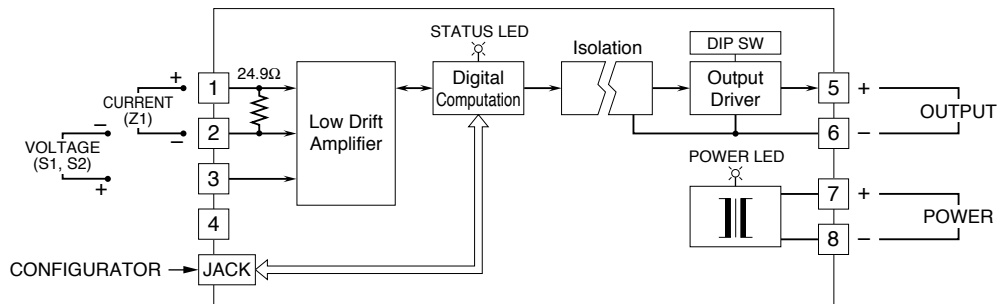 STATUS LED
Isolation
DIP SW
1
24.9Ω
+
CURRENT
(Z1)
−
2
−
VOLTAGE
(S1, S2)
+
3
4
Low Drift
Amplifier
Digital
Computation
Output
Driver
5
+
OUTPUT
6
−
POWER LED
7
+
POWER
8
−
CONFIGURATOR
JACK